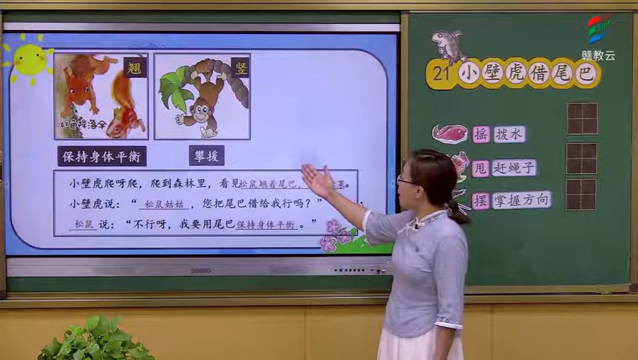 赣教云
21 小壁虎借尾巴
翘
竖
保持身体平衡
攀援
小壁虎爬呀爬，爬到森林里，看见松鼠翘着尾巴
小壁虎说：“松鼠姑姑，您把尾巴借给我行吗？”
松鼠说：“不行呀，我要用尾巴保持身体平衡。”
摇 拨水
甩 赶蝇子
摆 掌握方向